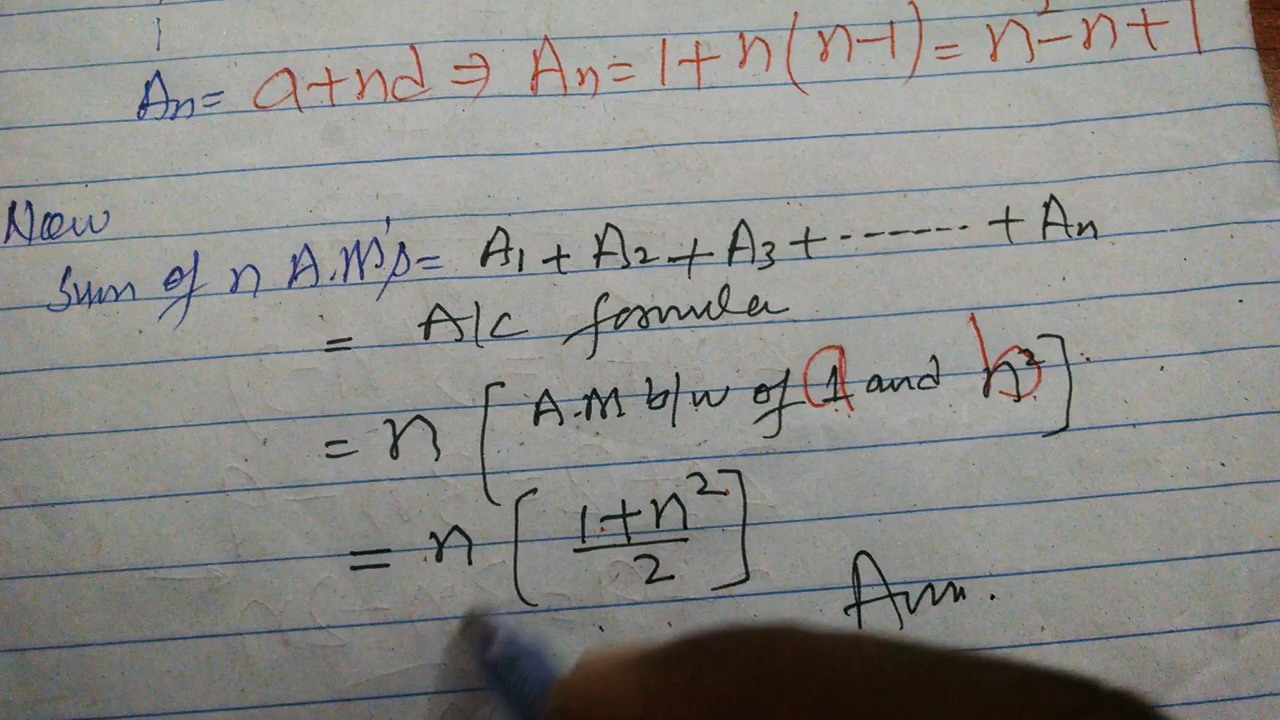 An = a+nd ⇒ An = 1+n(n-1) = n²-n+1
Now
Sum of n A.M's = A1 + A2 + A3 + ------- + An
= A/c formula
= n [ A.M b/w of 1 and n² ]
= n [ (1+n²)/2 ]
Ans.